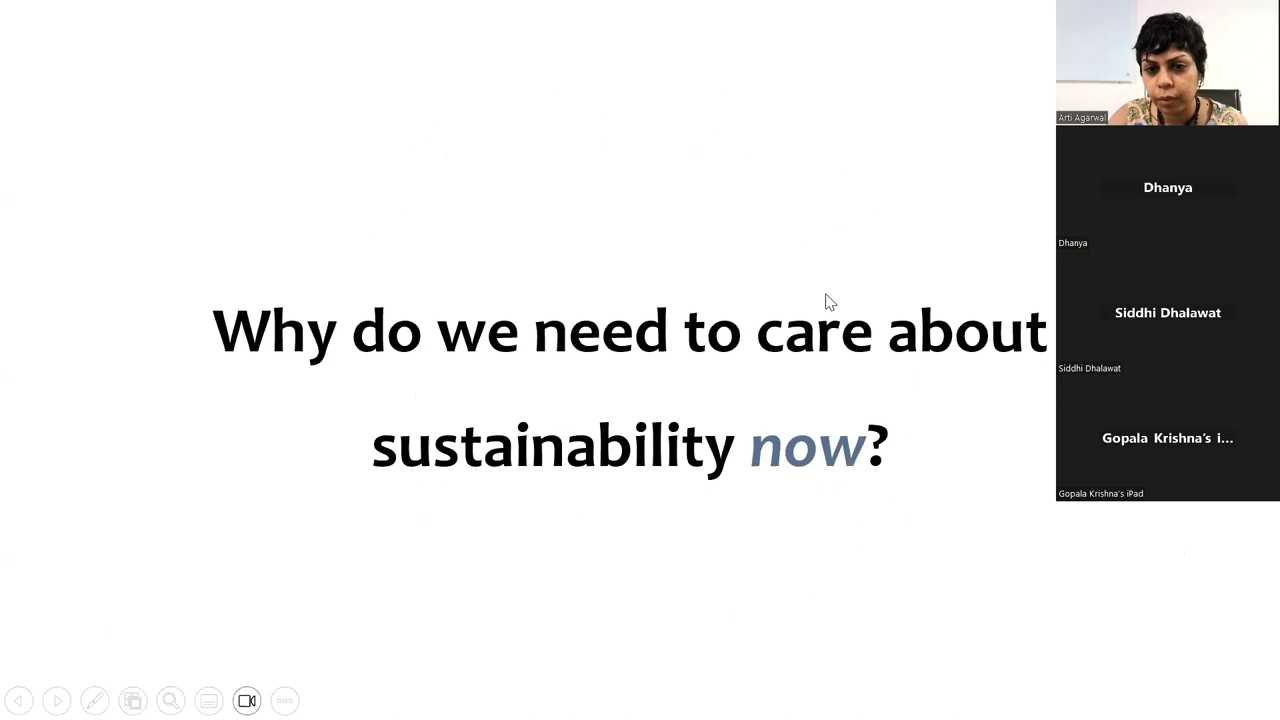 Why do we need to care about
sustainability now?
Arti Agarwal
Dhanya
Dhanya
Siddhi Dhalawat
Siddhi Dhalawat
Gopala Krishna's i...
Gopala Krishna's iPad